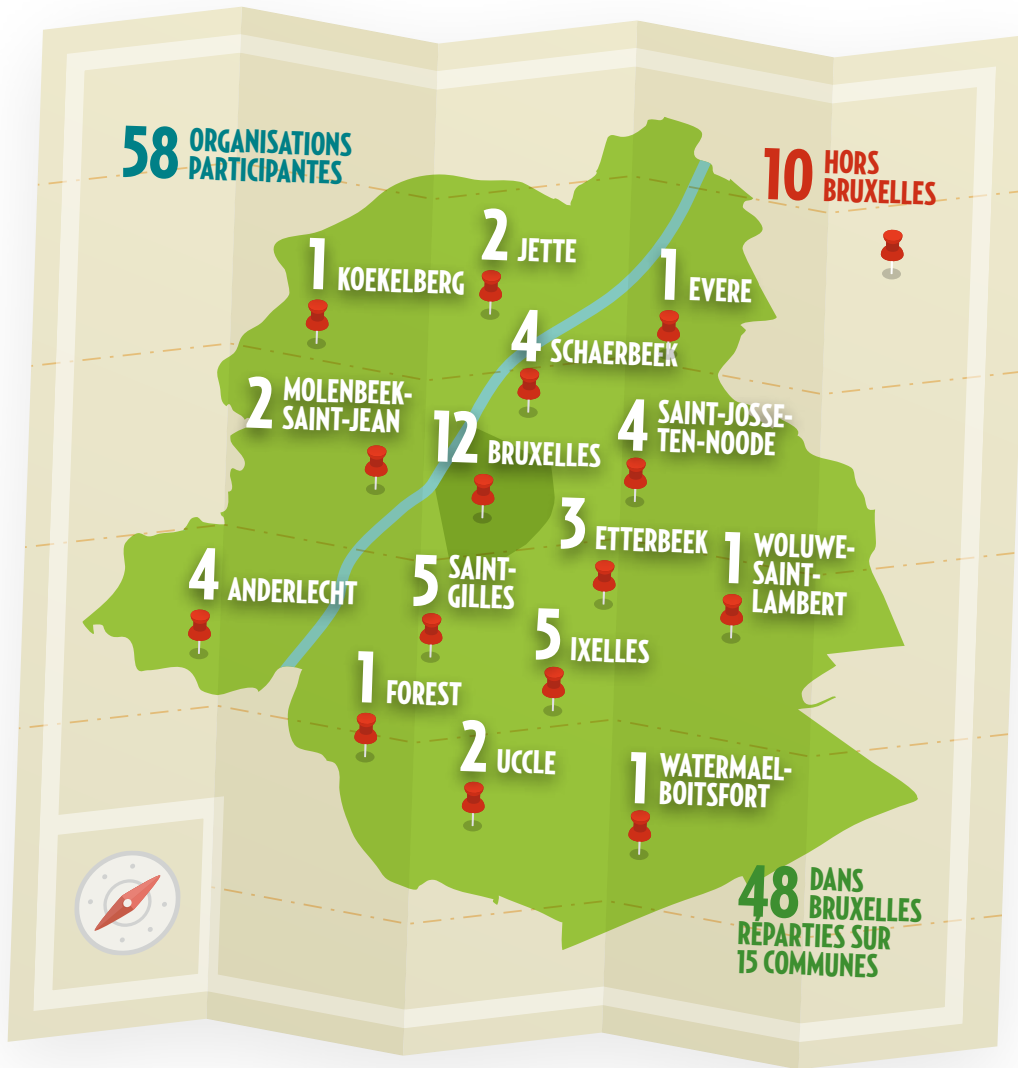 58 ORGANISATIONS
PARTICIPANTES
10 HORS
BRUXELLES
2 JETTE
1 KOEKELBERG
1 EVERE
4 SCHAERBEEK
2 MOLENBEEK-
SAINT-JEAN
4 SAINT-JOSSE-
TEN-NOODE
12 BRUXELLES
3 ETTERBEEK
1 WOLUWE-
SAINT-
LAMBERT
4 ANDERLECHT
5 SAINT-
GILLES
5 IXELLES
1 FOREST
2 UCCLE
1 WATERMAEL-
BOITSFORT
48 DANS
BRUXELLES
RÉPARTIES SUR
15 COMMUNES